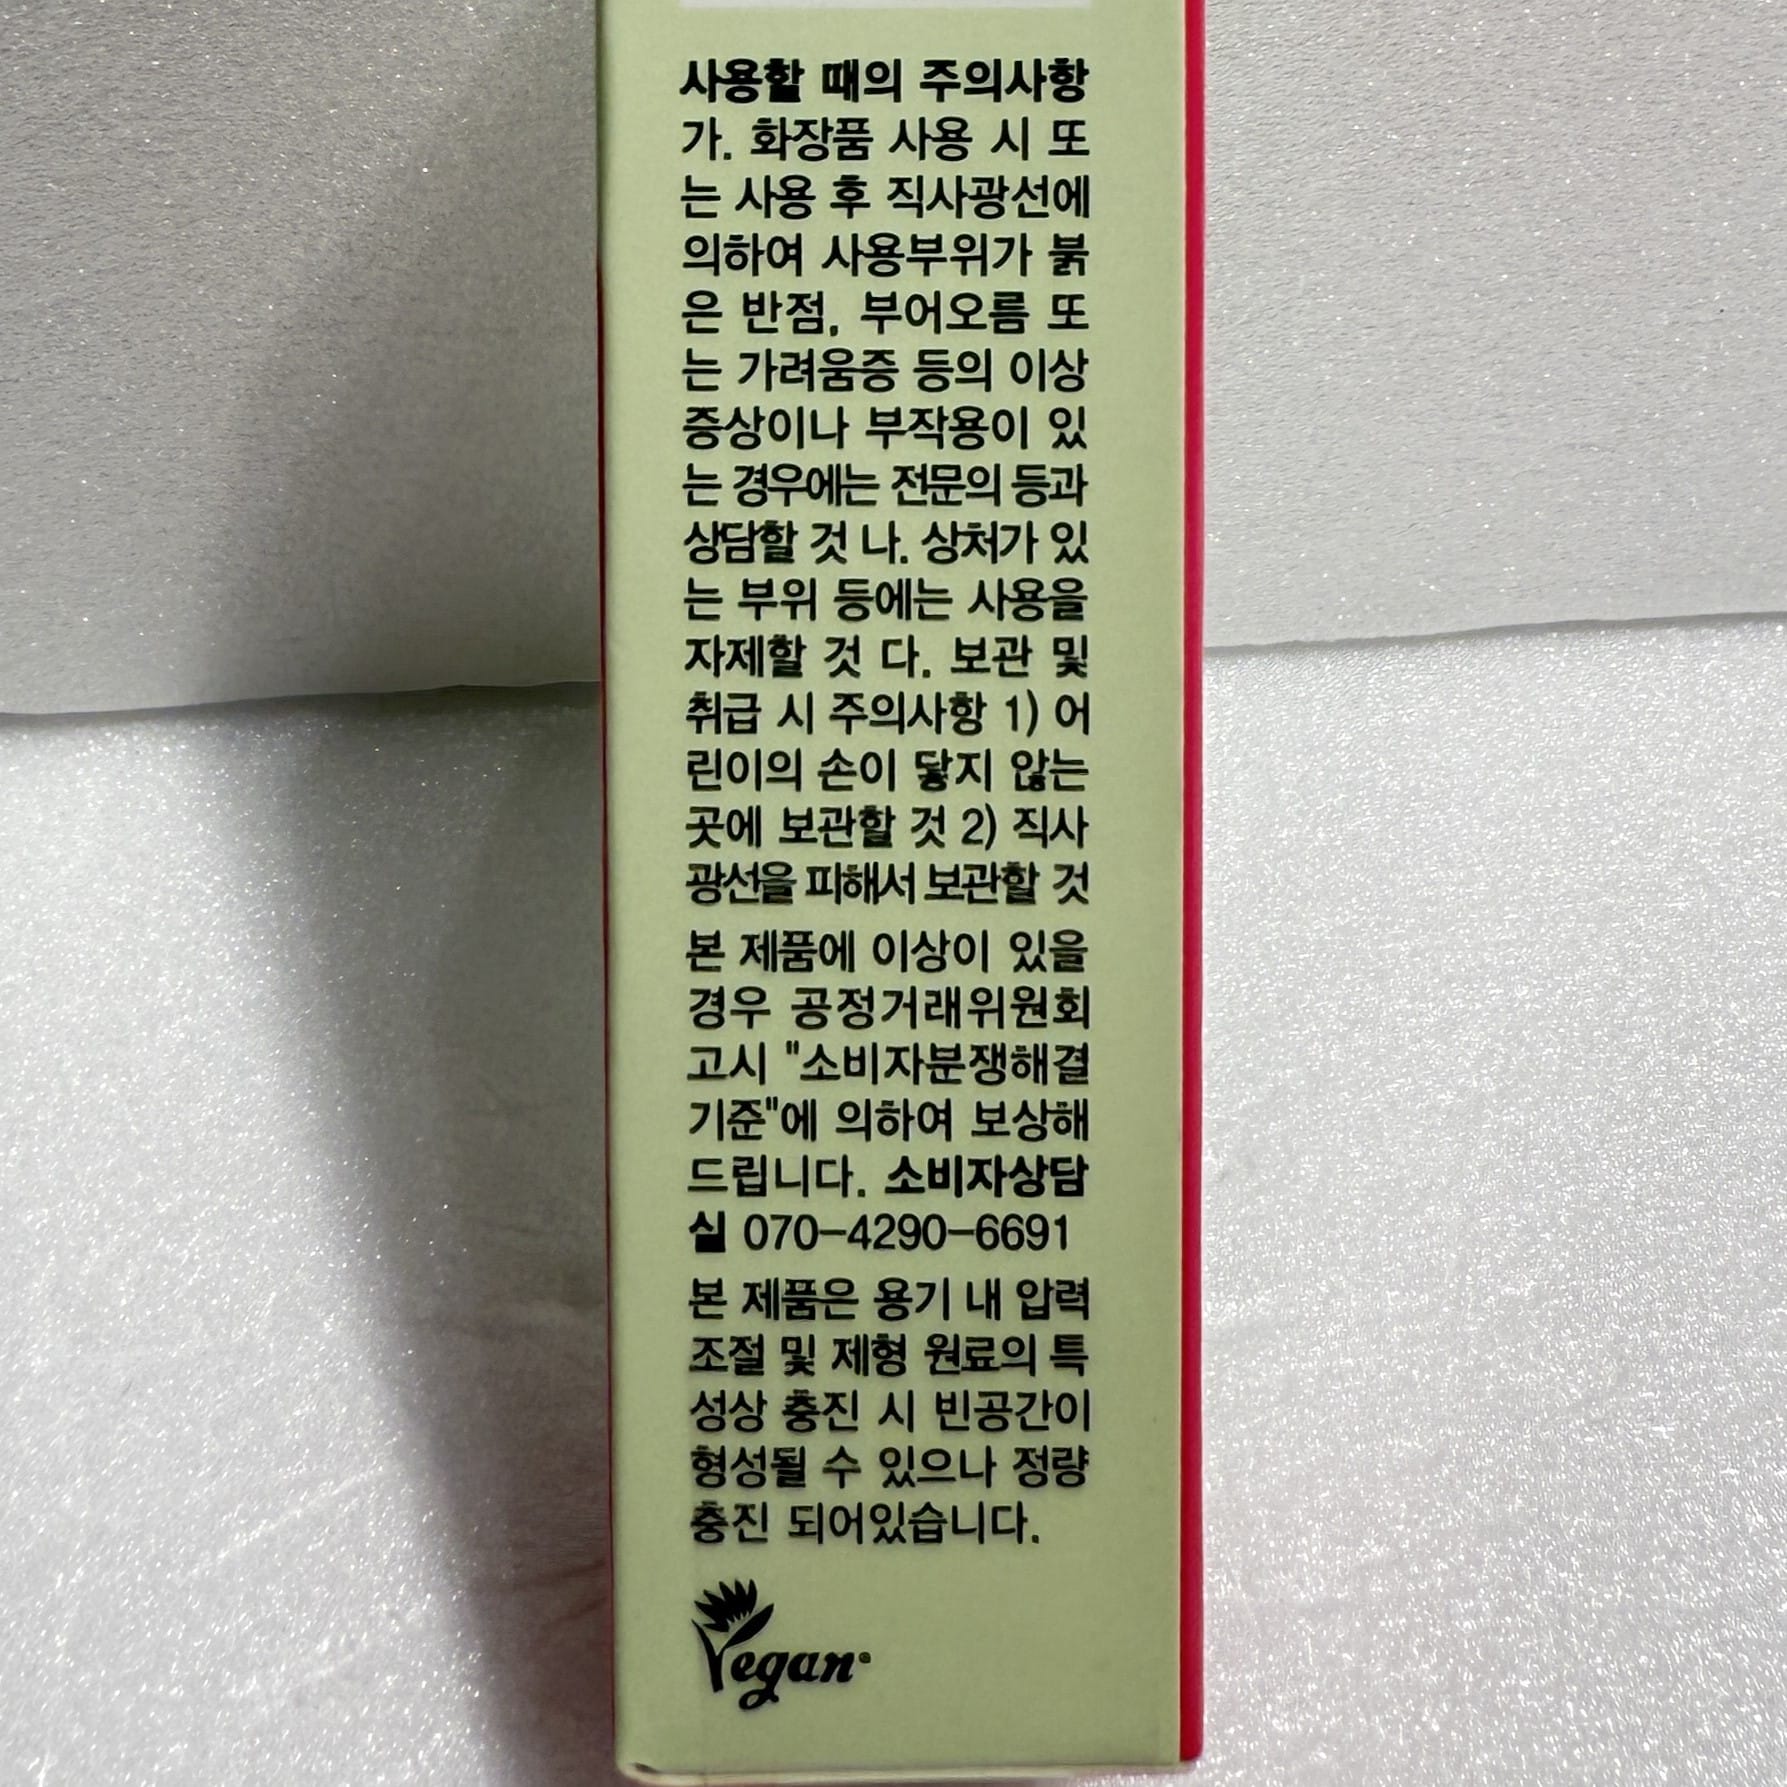 사용할 때의 주의사항
가. 화장품 사용 시 또
는 사용 후 직사광선에
의하여 사용부위가 붉
은 반점, 부어오름 또
는 가려움증 등의 이상
증상이나 부작용이 있
는 경우에는 전문의 등과
상담할 것 나. 상처가 있
는 부위 등에는 사용을
자제할 것 다. 보관 및
취급 시 주의사항 1) 어
린이의 손이 닿지 않는
곳에 보관할 것 2) 직사
광선을 피해서 보관할 것
본 제품에 이상이 있을
경우 공정거래위원회
고시 "소비자분쟁해결
기준"에 의하여 보상해
드립니다. 소비자상담
실 070-4290-6691
본 제품은 용기 내 압력
조절 및 제형 원료의 특
성상 충진 시 빈공간이
형성될 수 있으나 정량
충진 되어있습니다.
Vegan